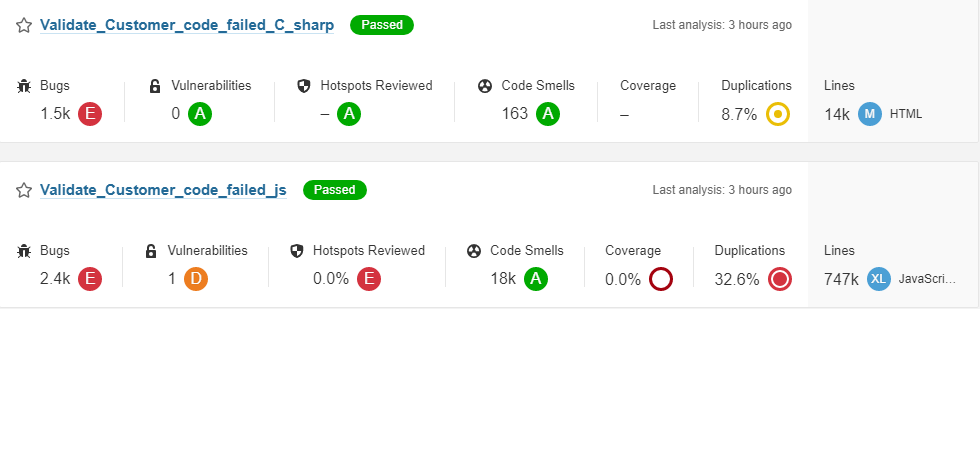 Validate_Customer_code_failed_C_sharp Passed Last analysis: 3 hours ago
Bugs Vulnerabilities Hotspots Reviewed Code Smells Coverage Duplications Lines
1.5k E 0 A – A 163 A – 8.7% 14k M HTML
Validate_Customer_code_failed_js Passed Last analysis: 3 hours ago
Bugs Vulnerabilities Hotspots Reviewed Code Smells Coverage Duplications Lines
2.4k E 1 D 0.0% E 18k A 0.0% 32.6% 747k XL JavaScri...